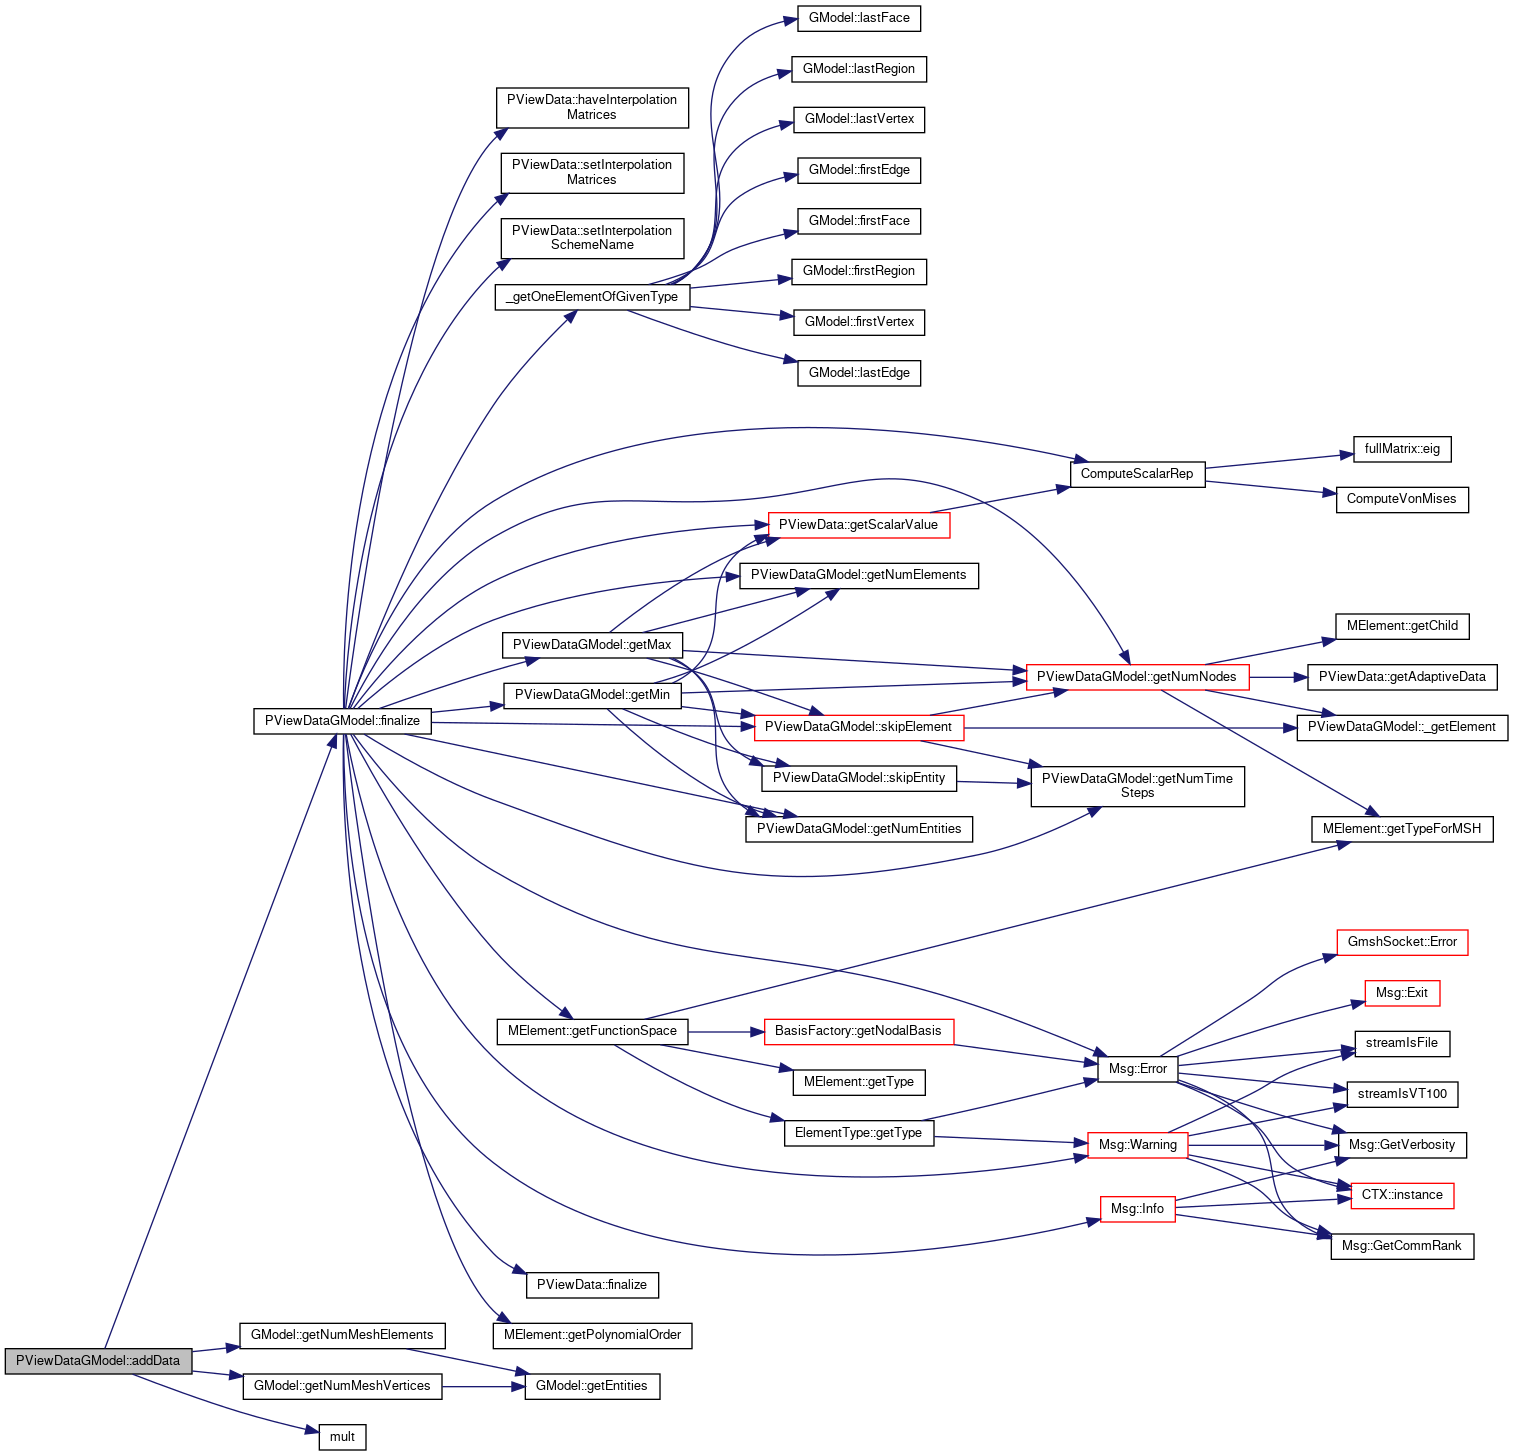 GModel::lastFace
GModel::lastRegion
PViewData::haveInterpolation
Matrices
GModel::lastVertex
PViewData::setInterpolation
Matrices
GModel::firstEdge
GModel::firstFace
PViewData::setInterpolation
SchemeName
GModel::firstRegion
_getOneElementOfGivenType
GModel::firstVertex
GModel::lastEdge
fullMatrix::eig
ComputeScalarRep
ComputeVonMises
PViewData::getScalarValue
PViewDataGModel::getNumElements
MElement::getChild
PViewDataGModel::getMax
PViewDataGModel::getNumNodes
PViewData::getAdaptiveData
PViewDataGModel::getMin
PViewDataGModel::finalize
PViewDataGModel::skipElement
PViewDataGModel::_getElement
PViewDataGModel::skipEntity
PViewDataGModel::getNumTime
Steps
PViewDataGModel::getNumEntities
MElement::getTypeForMSH
GmshSocket::Error
Msg::Exit
MElement::getFunctionSpace
BasisFactory::getNodalBasis
streamIsFile
Msg::Error
MElement::getType
streamIsVT100
ElementType::getType
Msg::Warning
Msg::GetVerbosity
CTX::instance
Msg::Info
Msg::GetCommRank
PViewData::finalize
GModel::getNumMeshElements
MElement::getPolynomialOrder
PViewDataGModel::addData
GModel::getNumMeshVertices
GModel::getEntities
mult